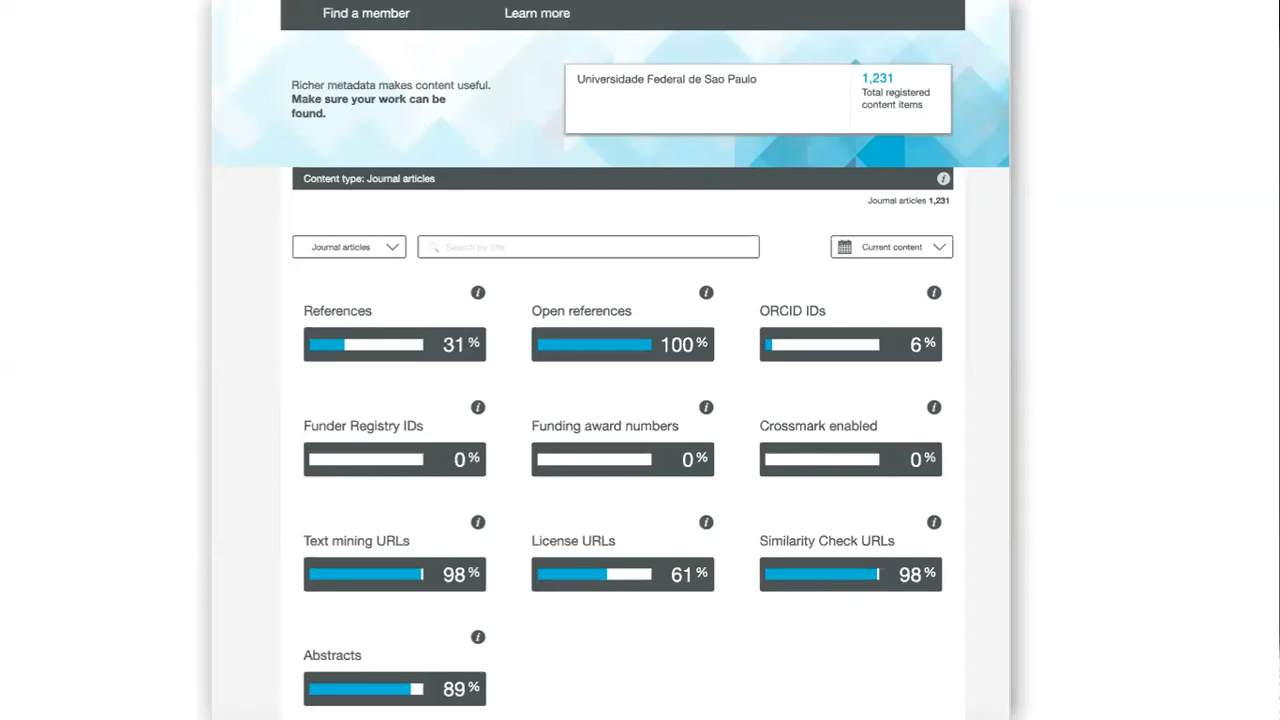 Find a member
Learn more
Richer metadata makes content useful.
Make sure your work can be
found.
Universidade Federal de Sao Paulo
1,231
Total registered
content items
Content type: Journal articles
Journal articles 1,231
Journal articles
Search by title
Current content
References
31 %
Open references
100 %
ORCID IDs
6 %
Funder Registry IDs
0 %
Funding award numbers
0 %
Crossmark enabled
0 %
Text mining URLs
98 %
License URLs
61 %
Similarity Check URLs
98 %
Abstracts
89 %